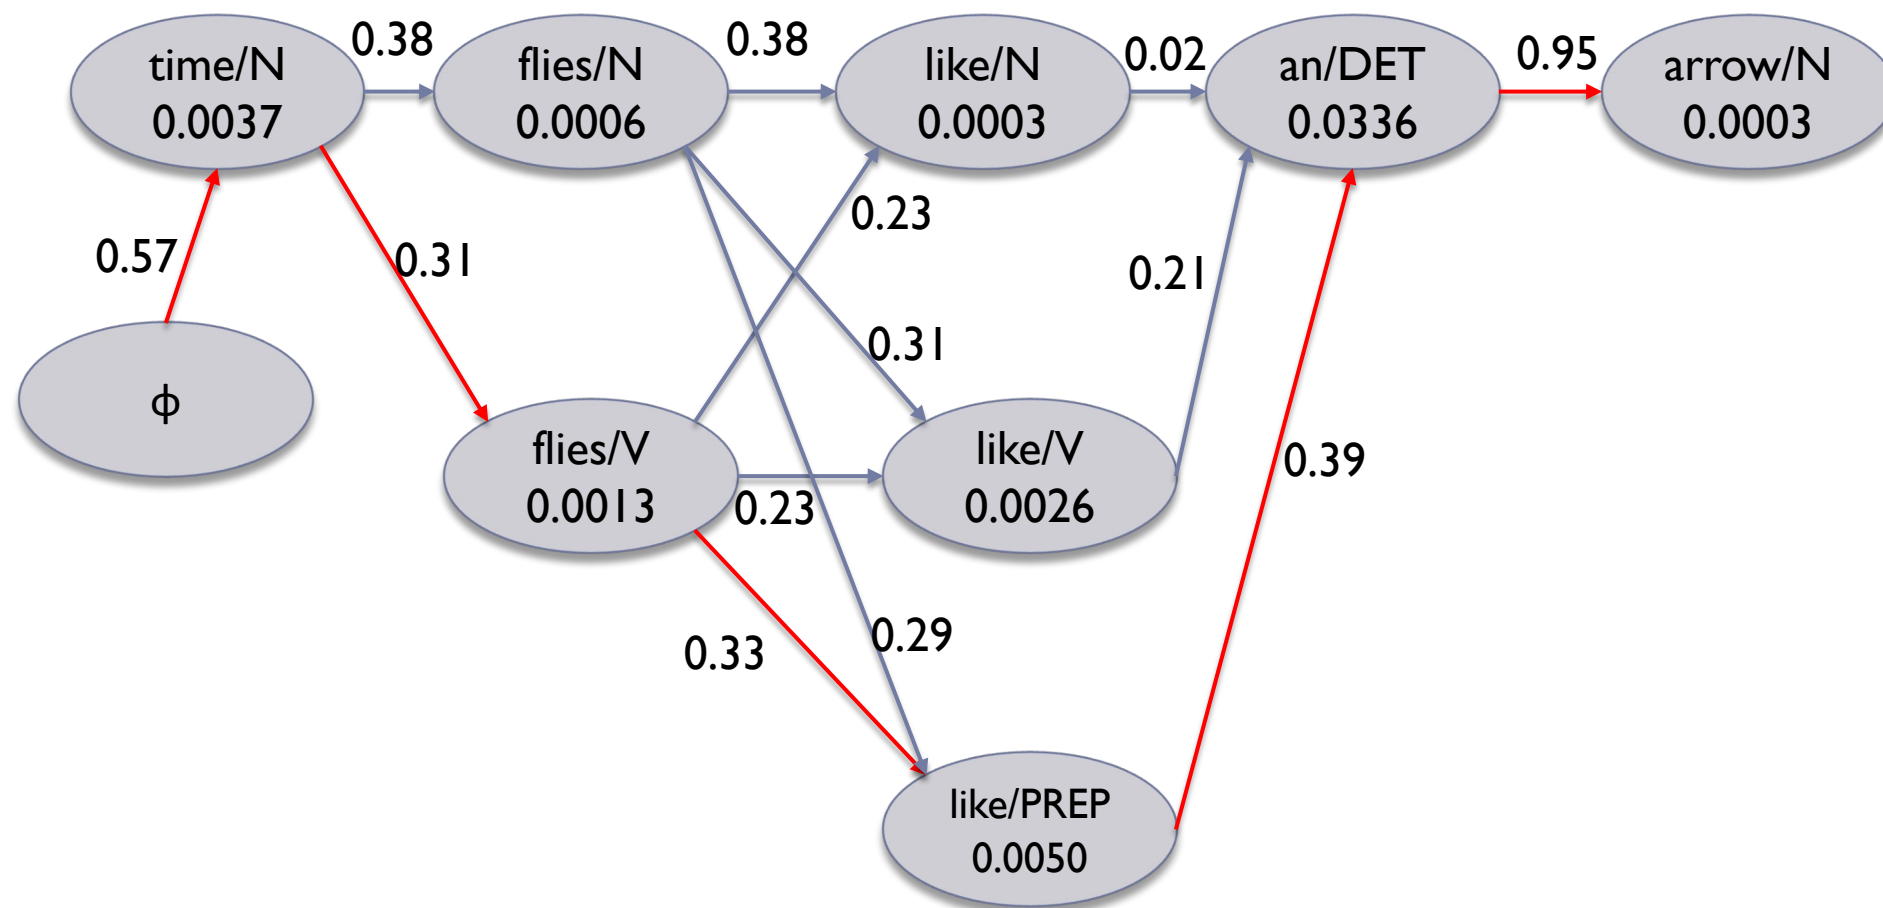 0.38
0.38
0.02
0.95
time/N
0.0037
flies/N
0.0006
like/N
0.0003
an/DET
0.0336
arrow/N
0.0003
0.57
0.31
0.23
0.21
0.31
ϕ
flies/V
0.0013
0.23
like/V
0.0026
0.39
0.33
0.29
like/PREP
0.0050